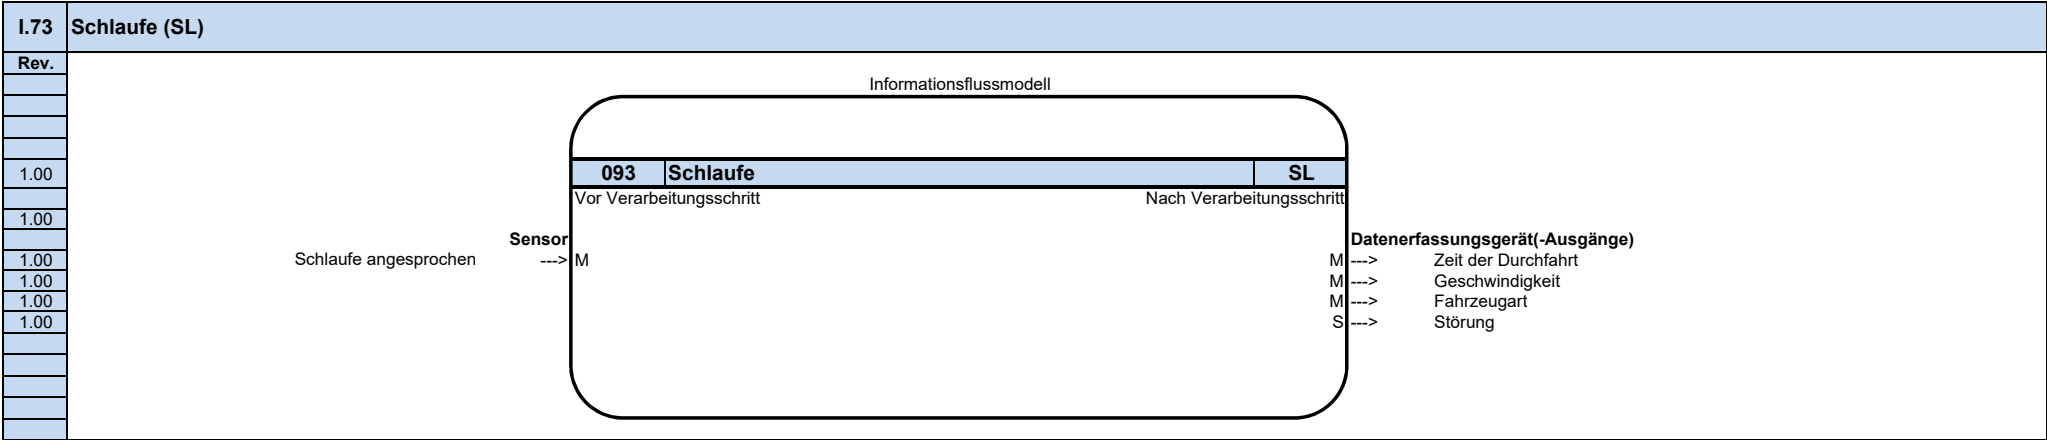 I.73 Schlaufe (SL)
Rev.
Informationsflussmodell
1.00 093 Schlaufe SL
Vor Verarbeitungsschritt Nach Verarbeitungsschritt
1.00
Sensor Datenerfassungsgerät(-Ausgänge)
1.00 Schlaufe angesprochen ---> M M ---> Zeit der Durchfahrt
1.00 M ---> Geschwindigkeit
1.00 M ---> Fahrzeugart
1.00 S ---> Störung